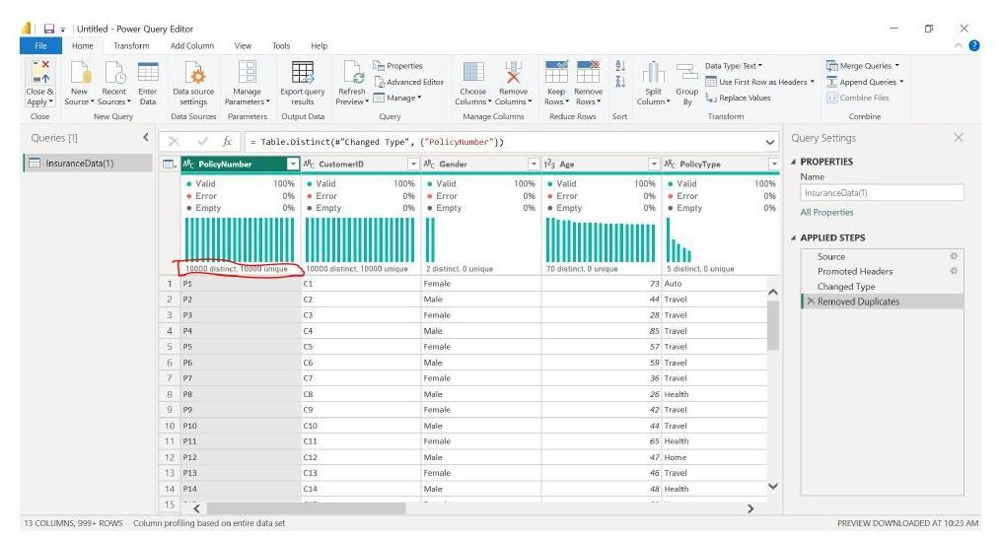 Untitled - Power Query Editor
File Home Transform Add Column View Tools Help
Close & Apply
New Source
Recent Sources
Enter Data
Data source settings
Manage Parameters
Export query results
Refresh Preview
Properties
Advanced Editor
Manage
Choose Columns
Remove Columns
Keep Rows
Remove Rows
Split Column
Group By
Data Type: Text
Use First Row as Headers
Replace Values
Merge Queries
Append Queries
Combine Files
Close New Query Data Sources Parameters Output Data Query Manage Columns Reduce Rows Sort Transform Combine
Queries [1]
InsuranceData(1)
fx = Table.Distinct(#"Changed Type", {"PolicyNumber"})
ABC PolicyNumber ABC CustomerID ABC Gender 123 Age ABC PolicyType
Valid 100% Valid 100% Valid 100% Valid 100% Valid 100%
Error 0% Error 0% Error 0% Error 0% Error 0%
Empty 0% Empty 0% Empty 0% Empty 0% Empty 0%
10000 distinct, 10000 unique 10000 distinct, 10000 unique 2 distinct, 0 unique 70 distinct, 0 unique 5 distinct, 0 unique
1 P1 C1 Female 73 Auto
2 P2 C2 Male 44 Travel
3 P3 C3 Female 28 Travel
4 P4 C4 Male 85 Travel
5 P5 C5 Female 57 Travel
6 P6 C6 Male 59 Travel
7 P7 C7 Female 36 Travel
8 P8 C8 Male 26 Health
9 P9 C9 Female 42 Travel
10 P10 C10 Male 44 Travel
11 P11 C11 Female 65 Health
12 P12 C12 Male 47 Home
13 P13 C13 Female 46 Travel
14 P14 C14 Male 48 Health
15
Query Settings
PROPERTIES
Name
InsuranceData(1)
All Properties
APPLIED STEPS
Source
Promoted Headers
Changed Type
Removed Duplicates
13 COLUMNS, 999+ ROWS Column profiling based on entire data set
PREVIEW DOWNLOADED AT 10:23 AM